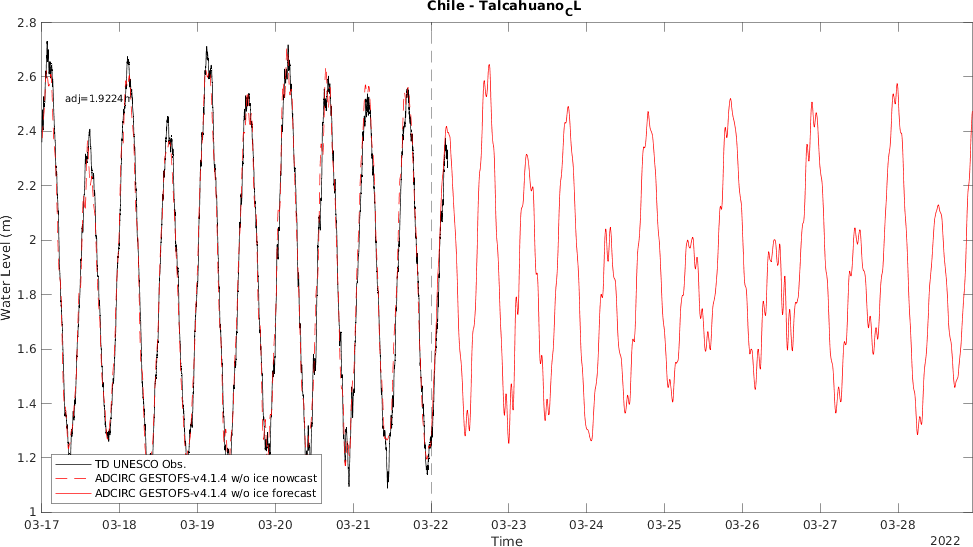 Chile - Talcahuano_CL
2.8
2.6
adj=1.9224
2.4
2.2
2
Water Level (m)
1.8
1.6
1.4
1.2
1
TD UNESCO Obs.
ADCIRC GESTOFS-v4.1.4 w/o ice nowcast
ADCIRC GESTOFS-v4.1.4 w/o ice forecast
03-17 03-18 03-19 03-20 03-21 03-22 03-23 03-24 03-25 03-26 03-27 03-28
Time
2022